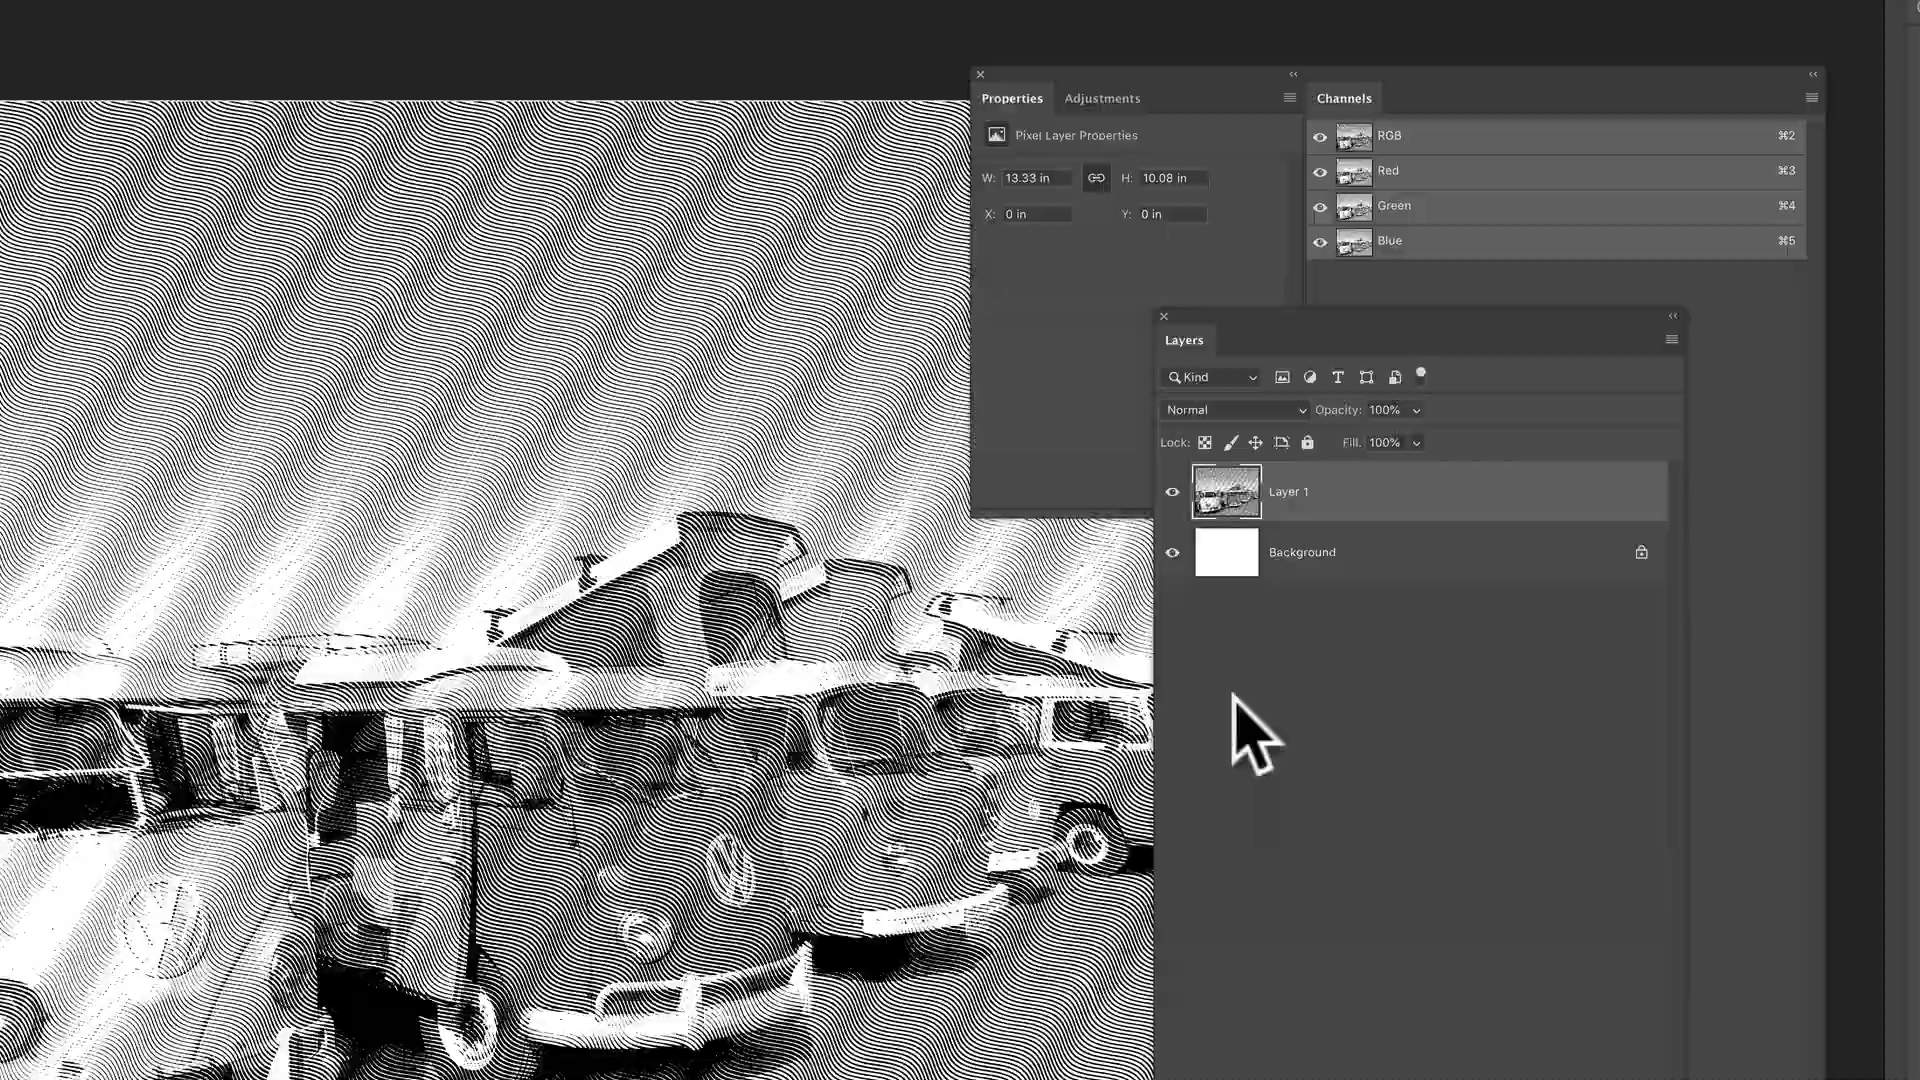 Properties Adjustments
Pixel Layer Properties
W: 13.33 in H: 10.08 in
X: 0 in Y: 0 in
Channels
RGB ⌘2
Red ⌘3
Green ⌘4
Blue ⌘5
Layers
Kind
Normal Opacity: 100%
Lock: Fill: 100%
Layer 1
Background